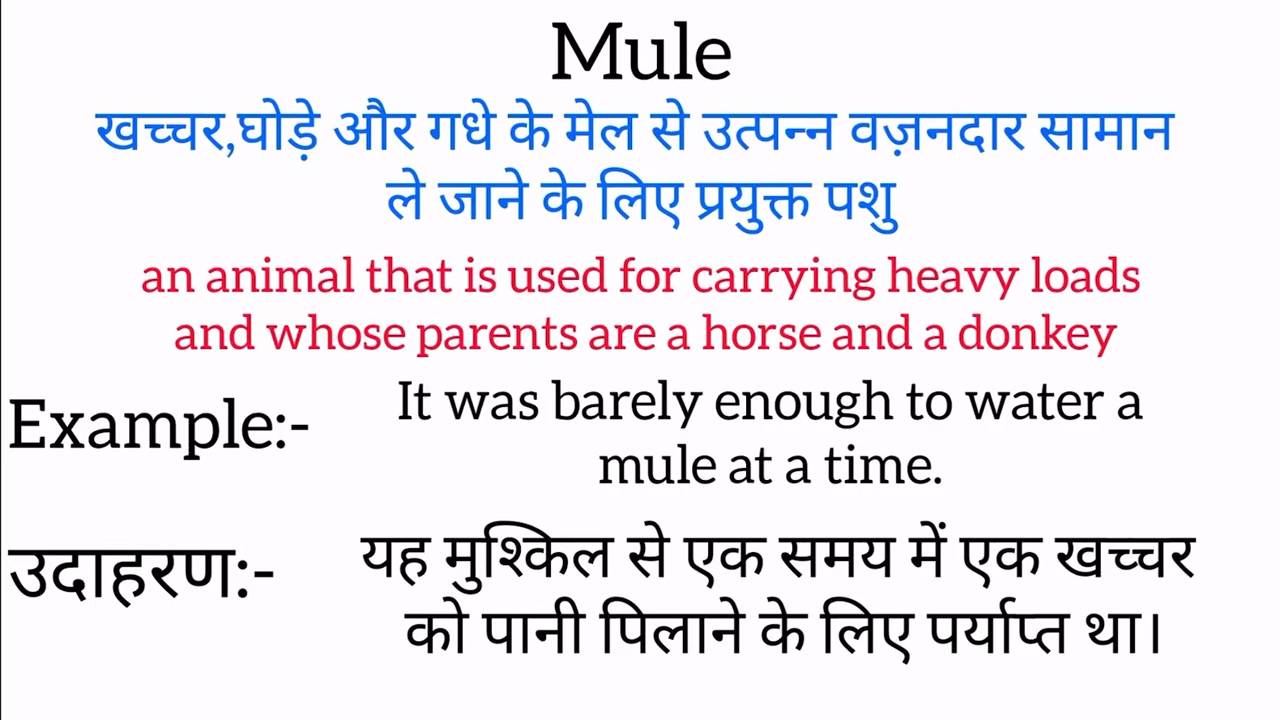 Mule
खच्चर,घोड़े और गधे के मेल से उत्पन्न वज़नदार सामान
ले जाने के लिए प्रयुक्त पशु
an animal that is used for carrying heavy loads
and whose parents are a horse and a donkey
Example:-
It was barely enough to water a
mule at a time.
उदाहरण:-
यह मुश्किल से एक समय में एक खच्चर
को पानी पिलाने के लिए पर्याप्त था।